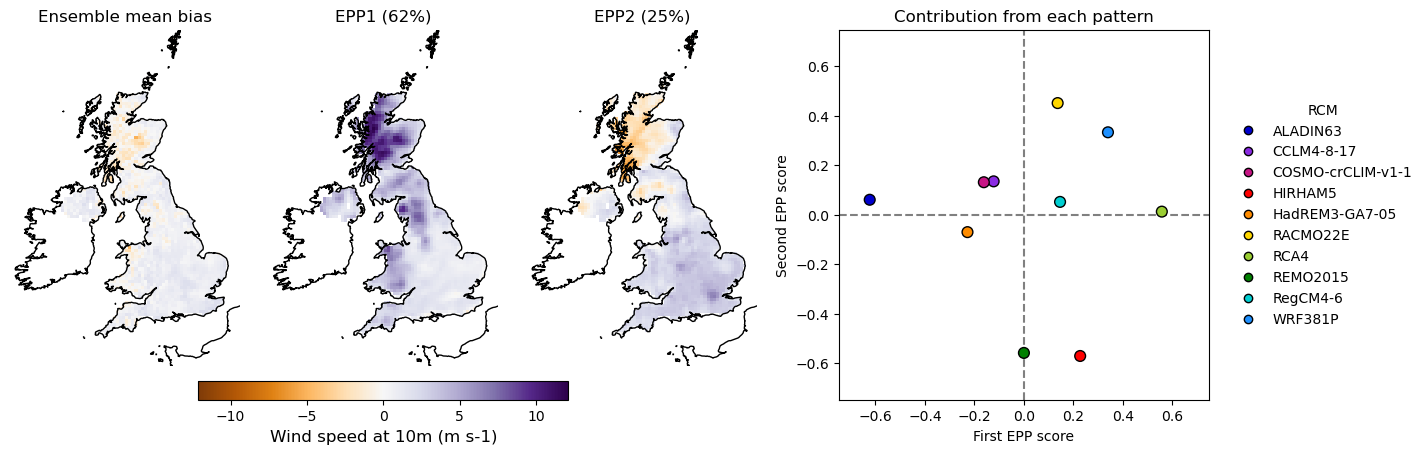 Ensemble mean bias
EPP1 (62%)
EPP2 (25%)
−10
−5
0
5
10
Wind speed at 10m (m s-1)
Contribution from each pattern
Second EPP score
0.6
0.4
0.2
0.0
−0.2
−0.4
−0.6
−0.6
−0.4
−0.2
0.0
0.2
0.4
0.6
First EPP score
RCM
ALADIN63
CCLM4-8-17
COSMO-crCLIM-v1-1
HIRHAM5
HadREM3-GA7-05
RACMO22E
RCA4
REMO2015
RegCM4-6
WRF381P